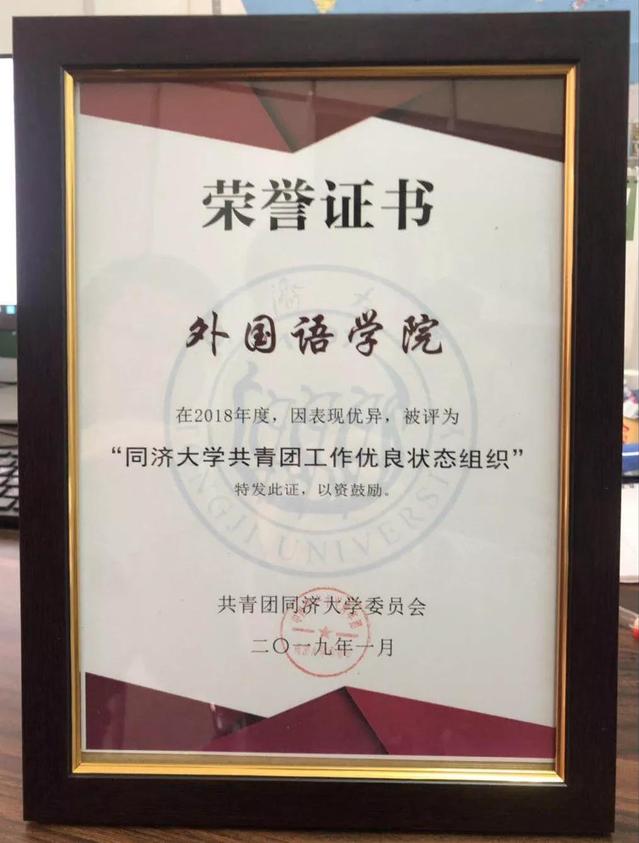 荣誉证书
外国语学院
在2018年度，因表现优异，被评为
“同济大学共青团工作优良状态组织”
特发此证，以资鼓励。
TONGJI UNIVERSITY
共青团同济大学委员会
二〇一九年一月